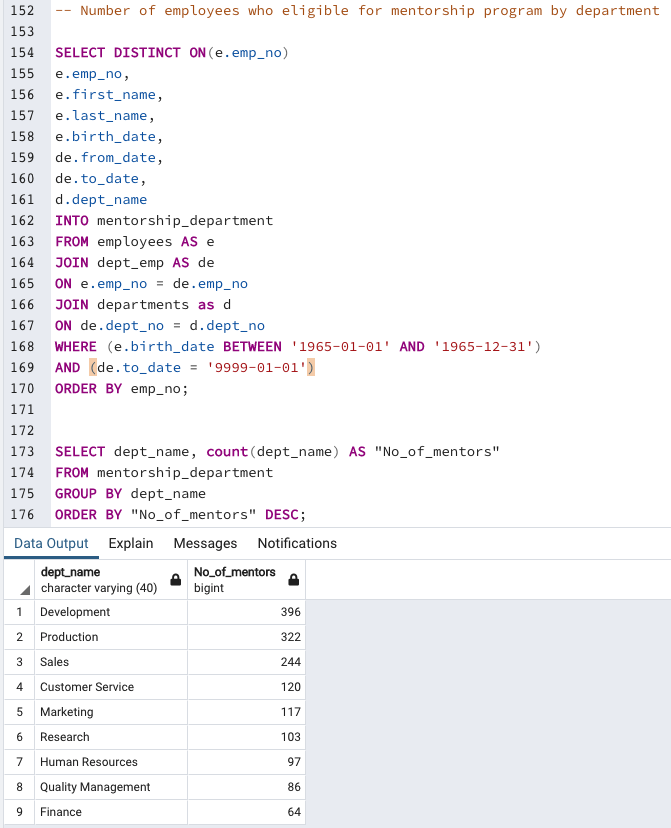 152 -- Number of employees who eligible for mentorship program by department
153
154 SELECT DISTINCT ON(e.emp_no)
155 e.emp_no,
156 e.first_name,
157 e.last_name,
158 e.birth_date,
159 de.from_date,
160 de.to_date,
161 d.dept_name
162 INTO mentorship_department
163 FROM employees AS e
164 JOIN dept_emp AS de
165 ON e.emp_no = de.emp_no
166 JOIN departments as d
167 ON de.dept_no = d.dept_no
168 WHERE (e.birth_date BETWEEN '1965-01-01' AND '1965-12-31')
169 AND (de.to_date = '9999-01-01')
170 ORDER BY emp_no;
171
172
173 SELECT dept_name, count(dept_name) AS "No_of_mentors"
174 FROM mentorship_department
175 GROUP BY dept_name
176 ORDER BY "No_of_mentors" DESC;
Data Output Explain Messages Notifications
dept_name No_of_mentors
character varying (40) bigint
1 Development 396
2 Production 322
3 Sales 244
4 Customer Service 120
5 Marketing 117
6 Research 103
7 Human Resources 97
8 Quality Management 86
9 Finance 64